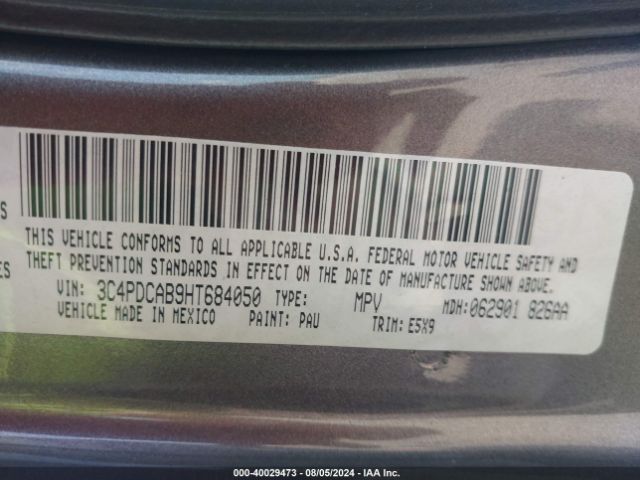 S
THIS VEHICLE CONFORMS TO ALL APPLICABLE U.S.A. FEDERAL MOTOR VEHICLE SAFETY AND
ES
THEFT PREVENTION STANDARDS IN EFFECT ON THE DATE OF MANUFACTURE SHOWN ABOVE.
VIN: 3C4PDCAB9HT684050 TYPE: MPV MDH:062901 826AA
VEHICLE MADE IN MEXICO PAINT: PAU TRIM: E5X9
000-40029473 - 08/05/2024 - IAA Inc.